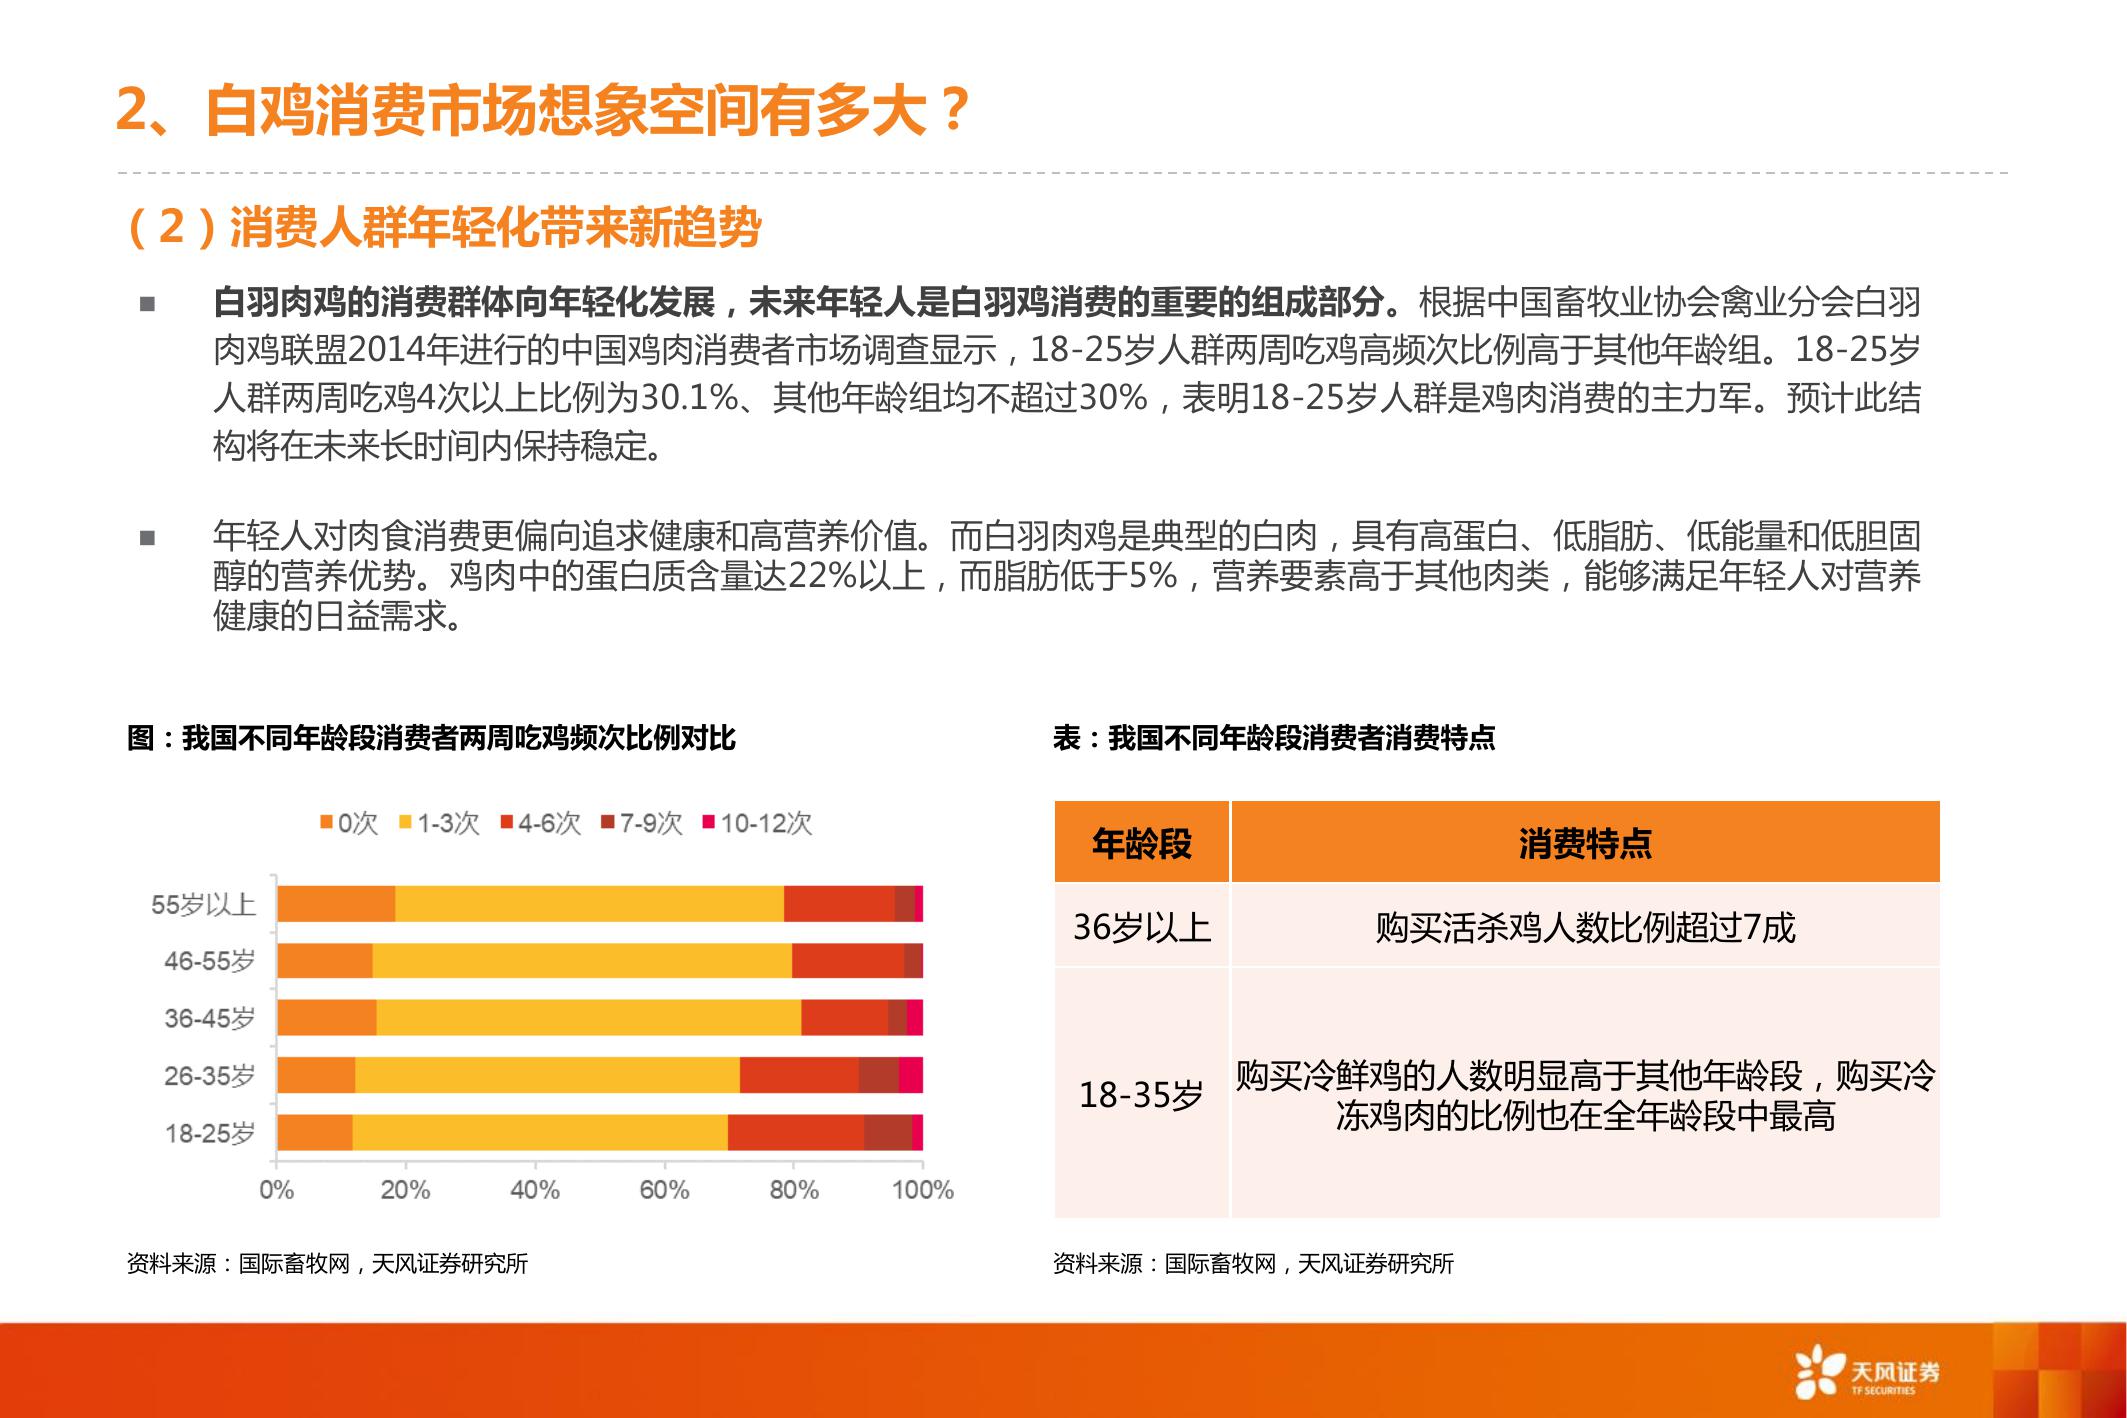 2、白鸡消费市场想象空间有多大？
（2）消费人群年轻化带来新趋势
■ 白羽肉鸡的消费群体向年轻化发展，未来年轻人是白羽鸡消费的重要的组成部分。根据中国畜牧业协会禽业分会白羽
肉鸡联盟2014年进行的中国鸡肉消费者市场调查显示，18-25岁人群两周吃鸡高频次比例高于其他年龄组。18-25岁
人群两周吃鸡4次以上比例为30.1%、其他年龄组均不超过30%，表明18-25岁人群是鸡肉消费的主力军。预计此结
构将在未来长时间内保持稳定。
■ 年轻人对肉食消费更偏向追求健康和高营养价值。而白羽肉鸡是典型的白肉，具有高蛋白、低脂肪、低能量和低胆固
醇的营养优势。鸡肉中的蛋白质含量达22%以上，而脂肪低于5%，营养要素高于其他肉类，能够满足年轻人对营养
健康的日益需求。
图：我国不同年龄段消费者两周吃鸡频次比例对比
0次 1-3次 4-6次 7-9次 10-12次
55岁以上
46-55岁
36-45岁
26-35岁
18-25岁
0% 20% 40% 60% 80% 100%
资料来源：国际畜牧网，天风证券研究所
表：我国不同年龄段消费者消费特点
年龄段 消费特点
36岁以上 购买活杀鸡人数比例超过7成
18-35岁 购买冷鲜鸡的人数明显高于其他年龄段，购买冷
冻鸡肉的比例也在全年龄段中最高
资料来源：国际畜牧网，天风证券研究所
天风证券
TF SECURITIES